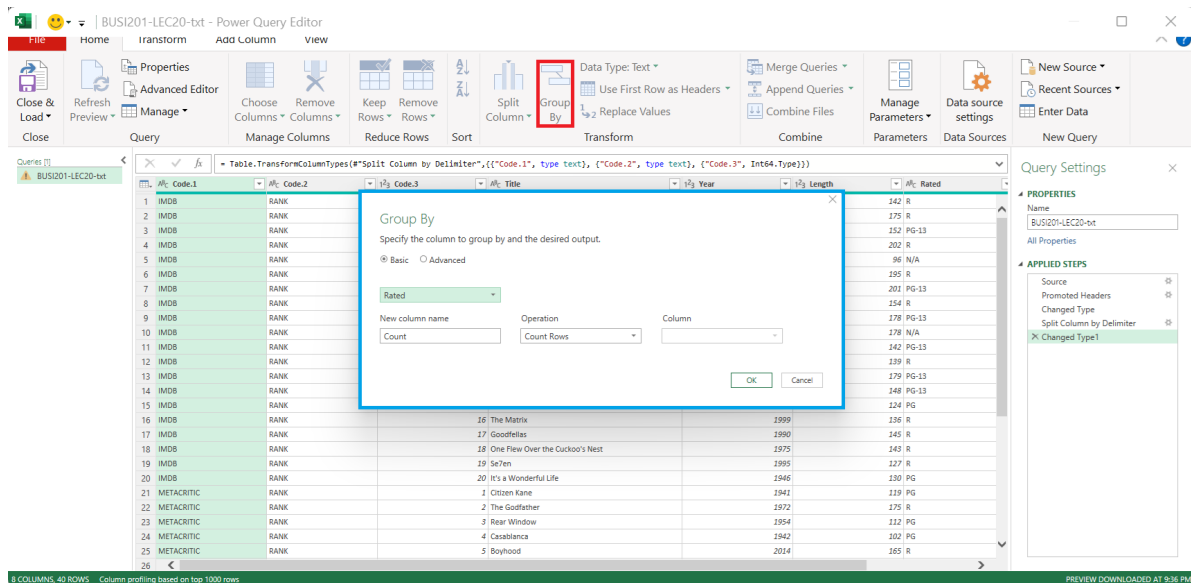 BUSI201-LEC20-txt - Power Query Editor
File Home Transform Add Column View
Close & Load
Refresh Preview
Properties
Advanced Editor
Manage
Choose Columns
Remove Columns
Keep Rows
Remove Rows
Split Column
Group By
Data Type: Text
Use First Row as Headers
Replace Values
Merge Queries
Append Queries
Combine Files
Manage Parameters
Data source settings
New Source
Recent Sources
Enter Data
Close Query Manage Columns Reduce Rows Sort Transform Combine Parameters Data Sources New Query
Queries [1]
BUSI201-LEC20-txt
fx = Table.TransformColumnTypes(#"Split Column by Delimiter",{{"Code.1", type text}, {"Code.2", type text}, {"Code.3", Int64.Type}})
Code.1 Code.2 Code.3 Title Year Length Rated
1 IMDB RANK 142 R
2 IMDB RANK 175 R
3 IMDB RANK 152 PG-13
4 IMDB RANK 202 R
5 IMDB RANK 96 N/A
6 IMDB RANK 195 R
7 IMDB RANK 201 PG-13
8 IMDB RANK 154 R
9 IMDB RANK 178 PG-13
10 IMDB RANK 178 N/A
11 IMDB RANK 142 PG-13
12 IMDB RANK 139 R
13 IMDB RANK 179 PG-13
14 IMDB RANK 148 PG-13
15 IMDB RANK 124 PG
16 IMDB RANK 16 The Matrix 1999 136 R
17 IMDB RANK 17 Goodfellas 1990 145 R
18 IMDB RANK 18 One Flew Over the Cuckoo's Nest 1975 143 R
19 IMDB RANK 19 Se7en 1995 127 R
20 IMDB RANK 20 It's a Wonderful Life 1946 130 PG
21 METACRITIC RANK 1 Citizen Kane 1941 119 PG
22 METACRITIC RANK 2 The Godfather 1972 175 R
23 METACRITIC RANK 3 Rear Window 1954 112 PG
24 METACRITIC RANK 4 Casablanca 1942 102 PG
25 METACRITIC RANK 5 Boyhood 2014 165 R
26
Group By
Specify the column to group by and the desired output.
Basic Advanced
Rated
New column name Operation Column
Count Count Rows
OK Cancel
Query Settings
PROPERTIES
Name
BUSI201-LEC20-txt
All Properties
APPLIED STEPS
Source
Promoted Headers
Changed Type
Split Column by Delimiter
Changed Type1
8 COLUMNS, 40 ROWS Column profiling based on top 1000 rows PREVIEW DOWNLOADED AT 9:36 PM